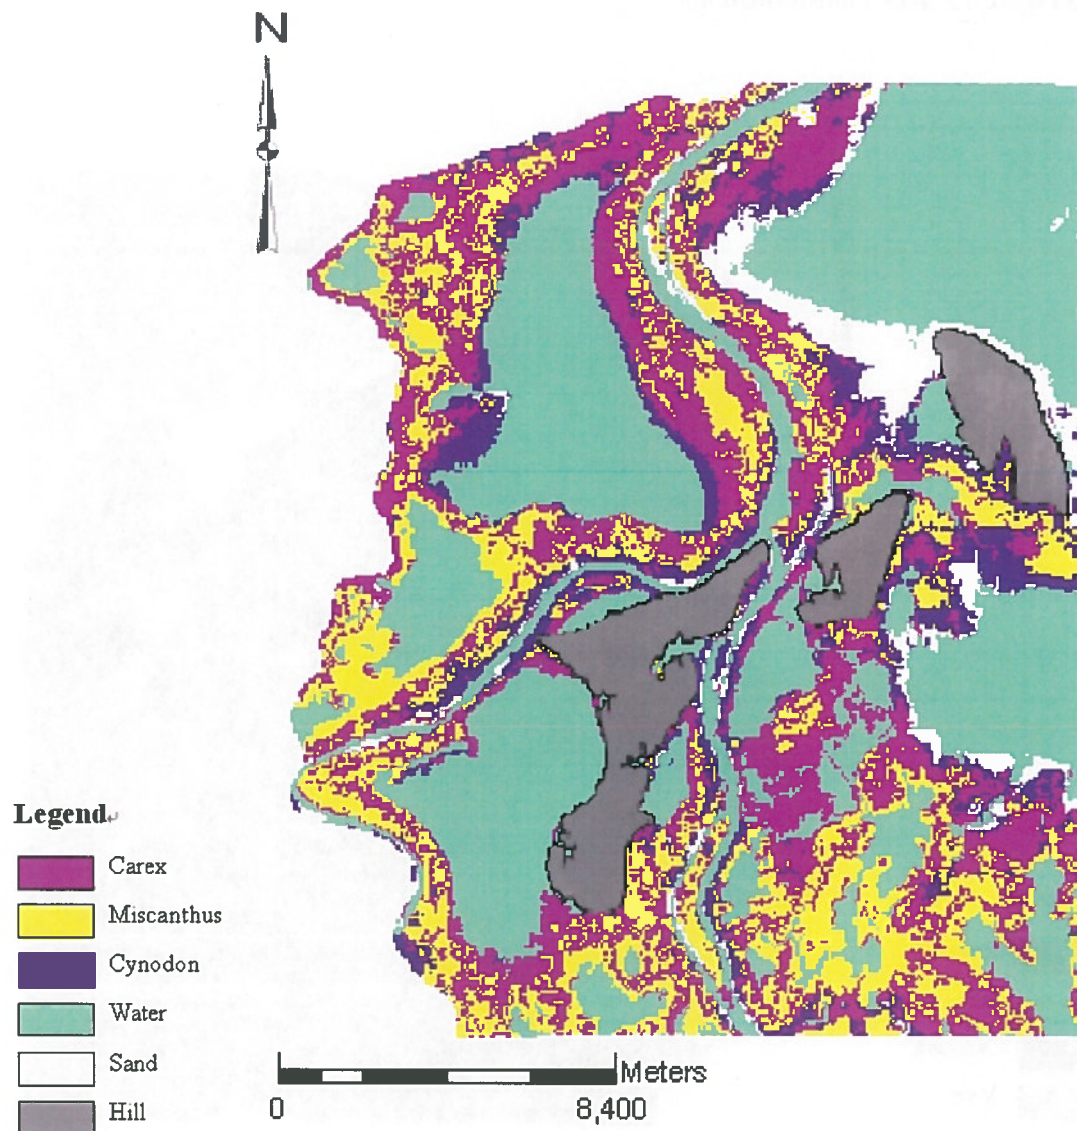 N
Legend
Carex
Miscanthus
Cynodon
Water
Sand
Hill
Meters
0 8,400